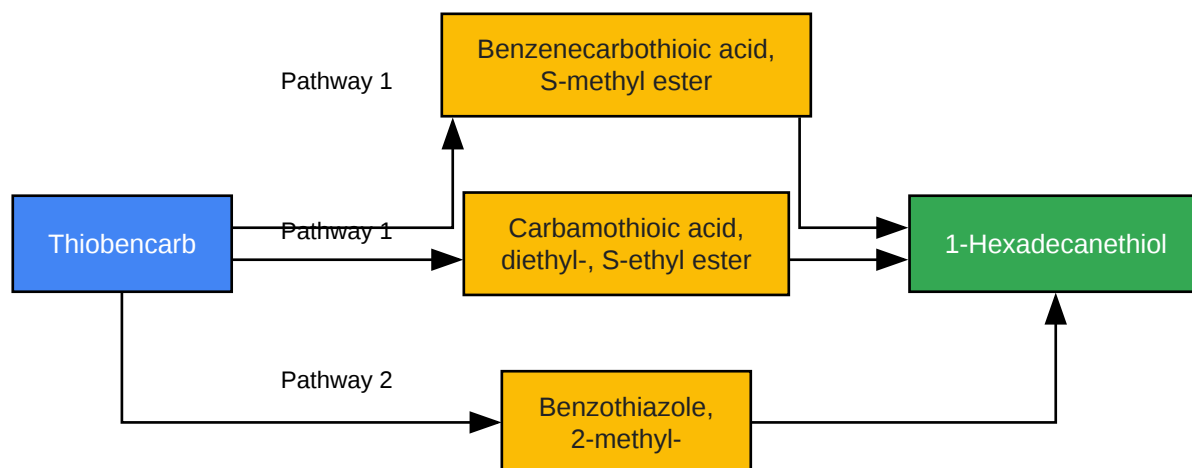 Benzenecarbothioic acid,
S-methyl ester
Pathway 1
Thiobencarb
Pathway 1
Carbamothioic acid,
diethyl-, S-ethyl ester
1-Hexadecanethiol
Pathway 2
Benzothiazole,
2-methyl-